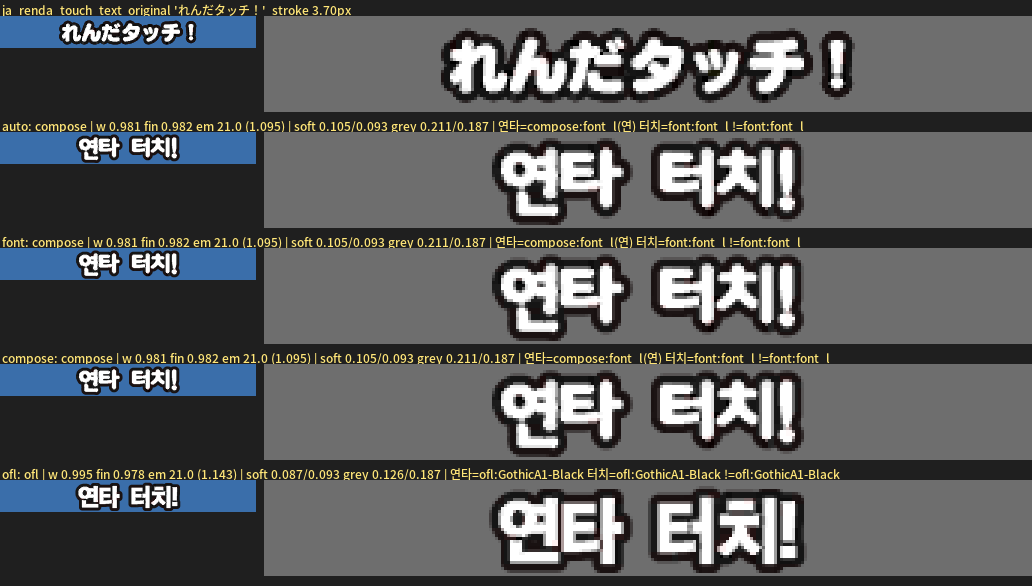 ja_renda_touch_text original 'れんだタッチ！' stroke 3.70px
れんだタッチ！ れんだタッチ！
auto: compose | w 0.981 fin 0.982 em 21.0 (1.095) | soft 0.105/0.093 grey 0.211/0.187 | 연타=compose:font_l(연) 터치=font:font_l !=font:font_l
연타 터치! 연타 터치!
font: compose | w 0.981 fin 0.982 em 21.0 (1.095) | soft 0.105/0.093 grey 0.211/0.187 | 연타=compose:font_l(연) 터치=font:font_l !=font:font_l
연타 터치! 연타 터치!
compose: compose | w 0.981 fin 0.982 em 21.0 (1.095) | soft 0.105/0.093 grey 0.211/0.187 | 연타=compose:font_l(연) 터치=font:font_l !=font:font_l
연타 터치! 연타 터치!
ofl: ofl | w 0.995 fin 0.978 em 21.0 (1.143) | soft 0.087/0.093 grey 0.126/0.187 | 연타=ofl:GothicA1-Black 터치=ofl:GothicA1-Black !=ofl:GothicA1-Black
연타 터치! 연타 터치!